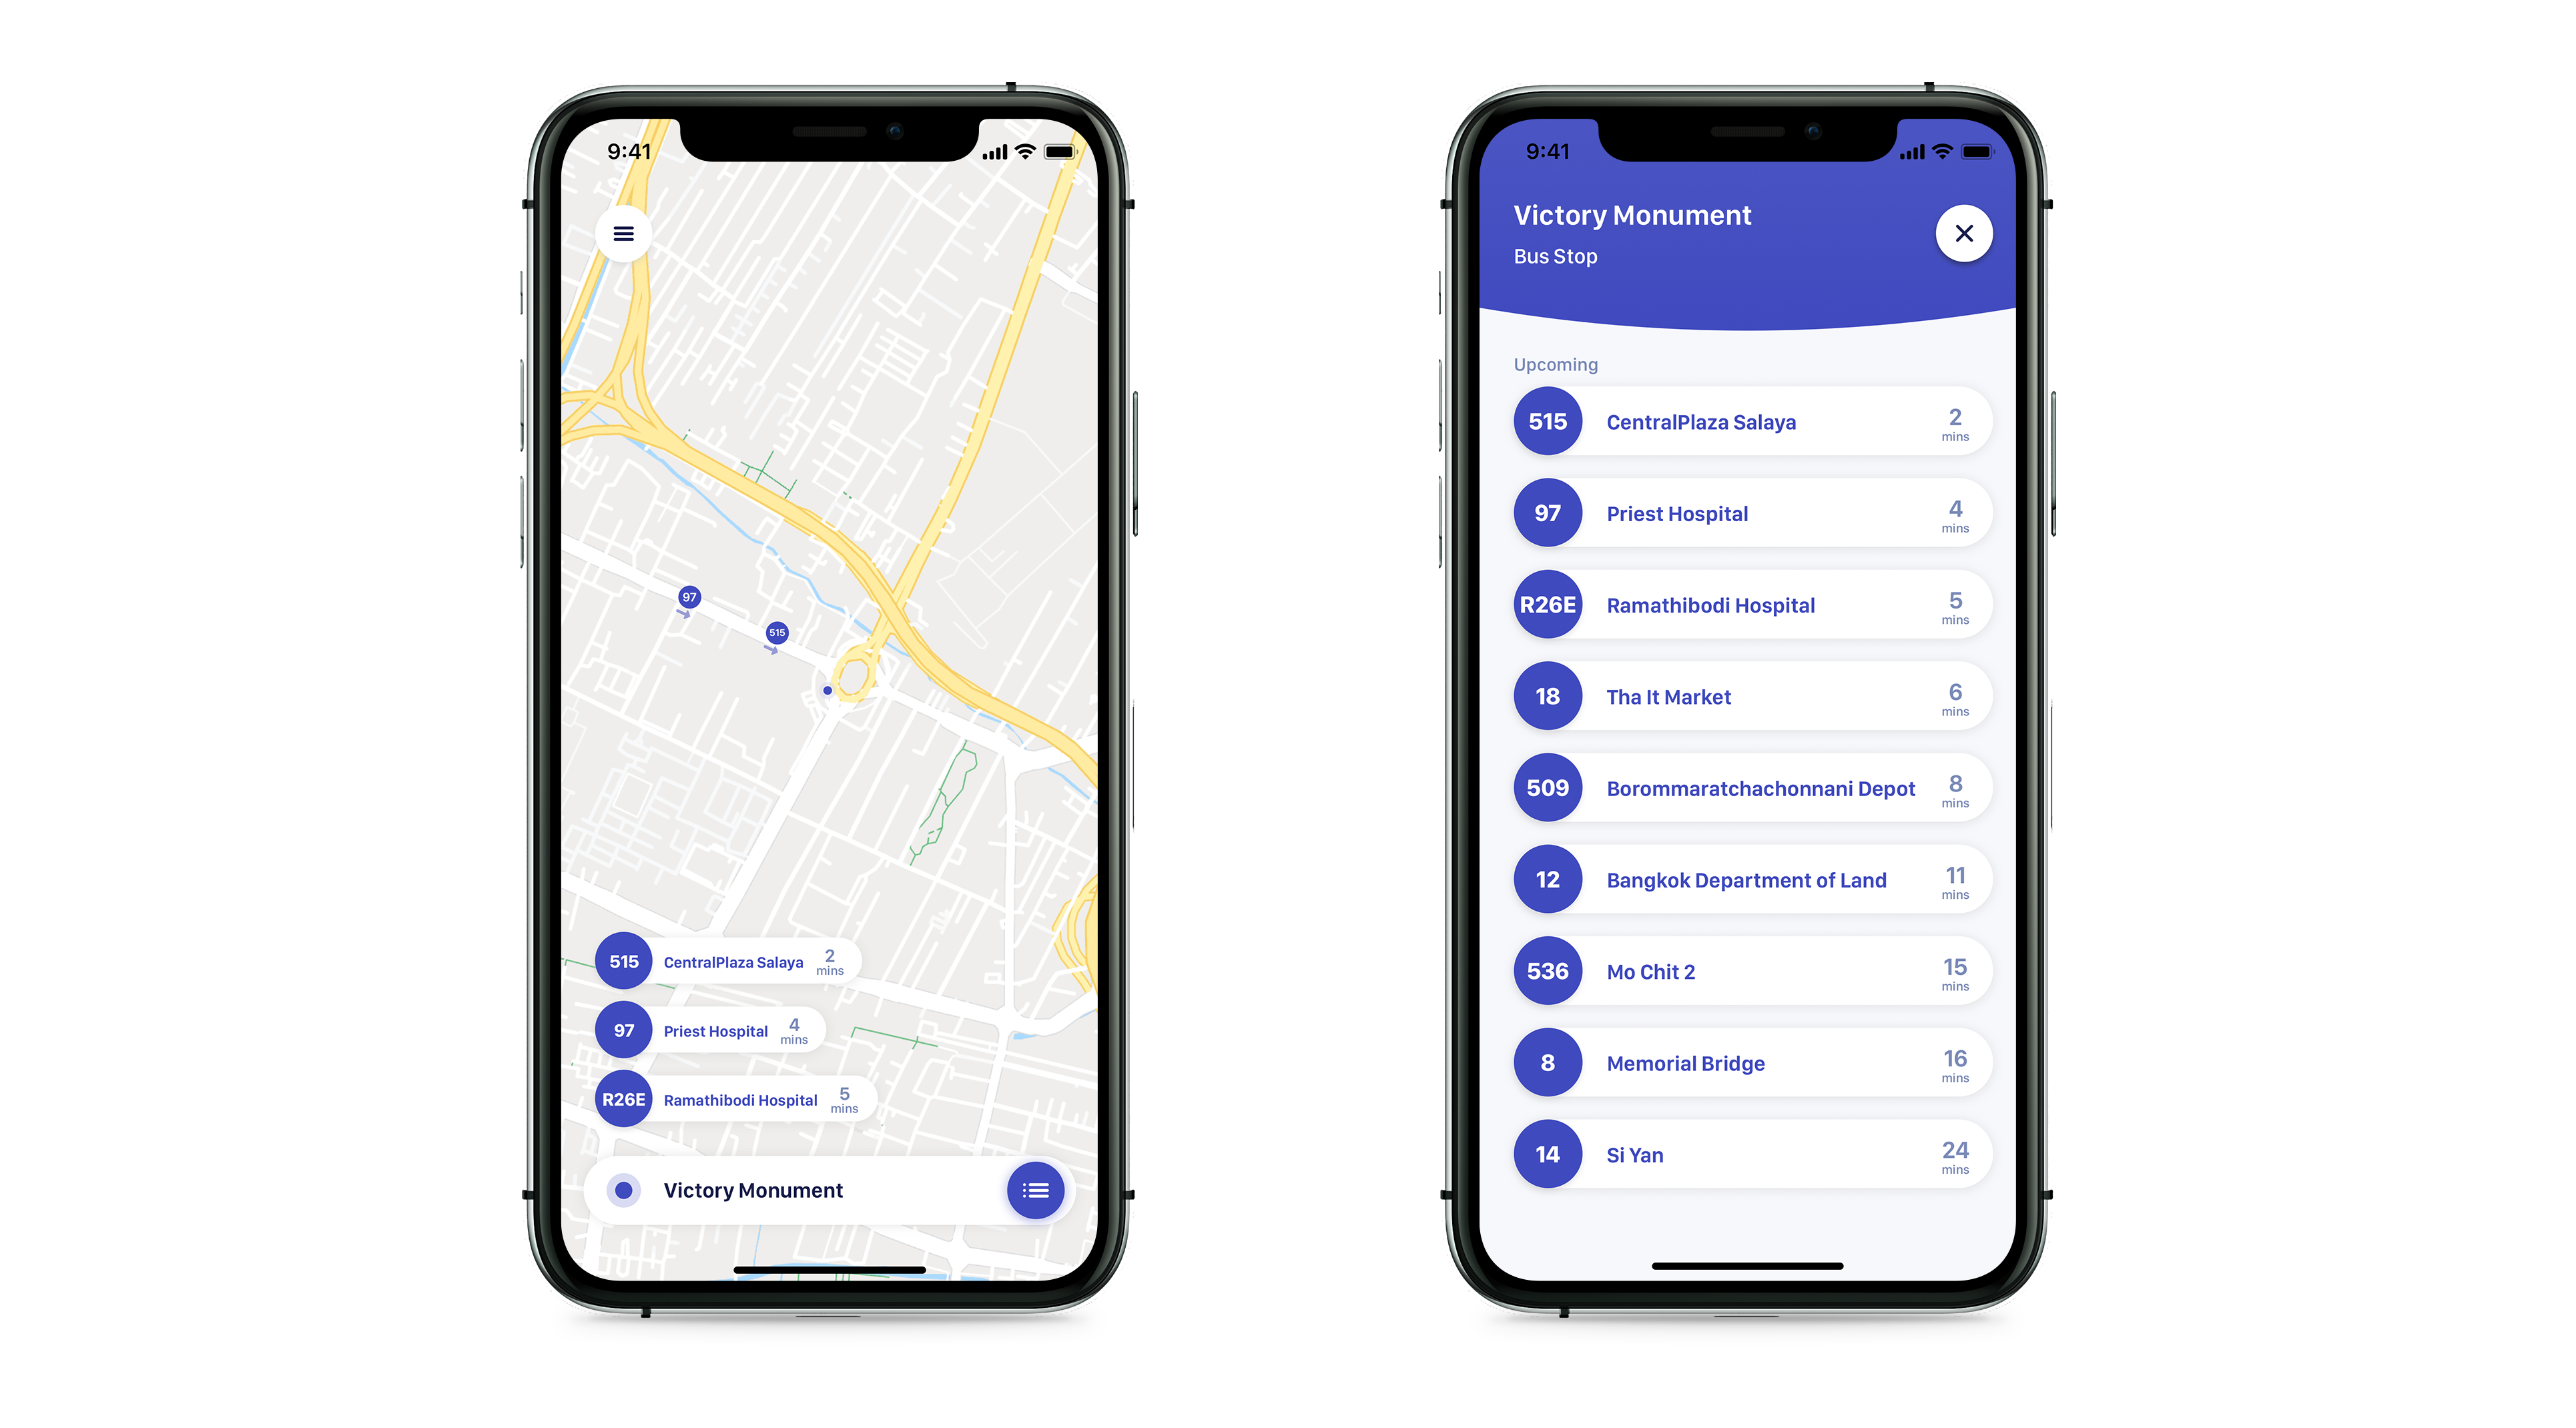 9:41
97
515
515
CentralPlaza Salaya
2
mins
97
Priest Hospital
4
mins
R26E
Ramathibodi Hospital
5
mins
Victory Monument
9:41
Victory Monument
Bus Stop
Upcoming
515
CentralPlaza Salaya
2
mins
97
Priest Hospital
4
mins
R26E
Ramathibodi Hospital
5
mins
18
Tha It Market
6
mins
509
Borommaratchachonnani Depot
8
mins
12
Bangkok Department of Land
11
mins
536
Mo Chit 2
15
mins
8
Memorial Bridge
16
mins
14
Si Yan
24
mins